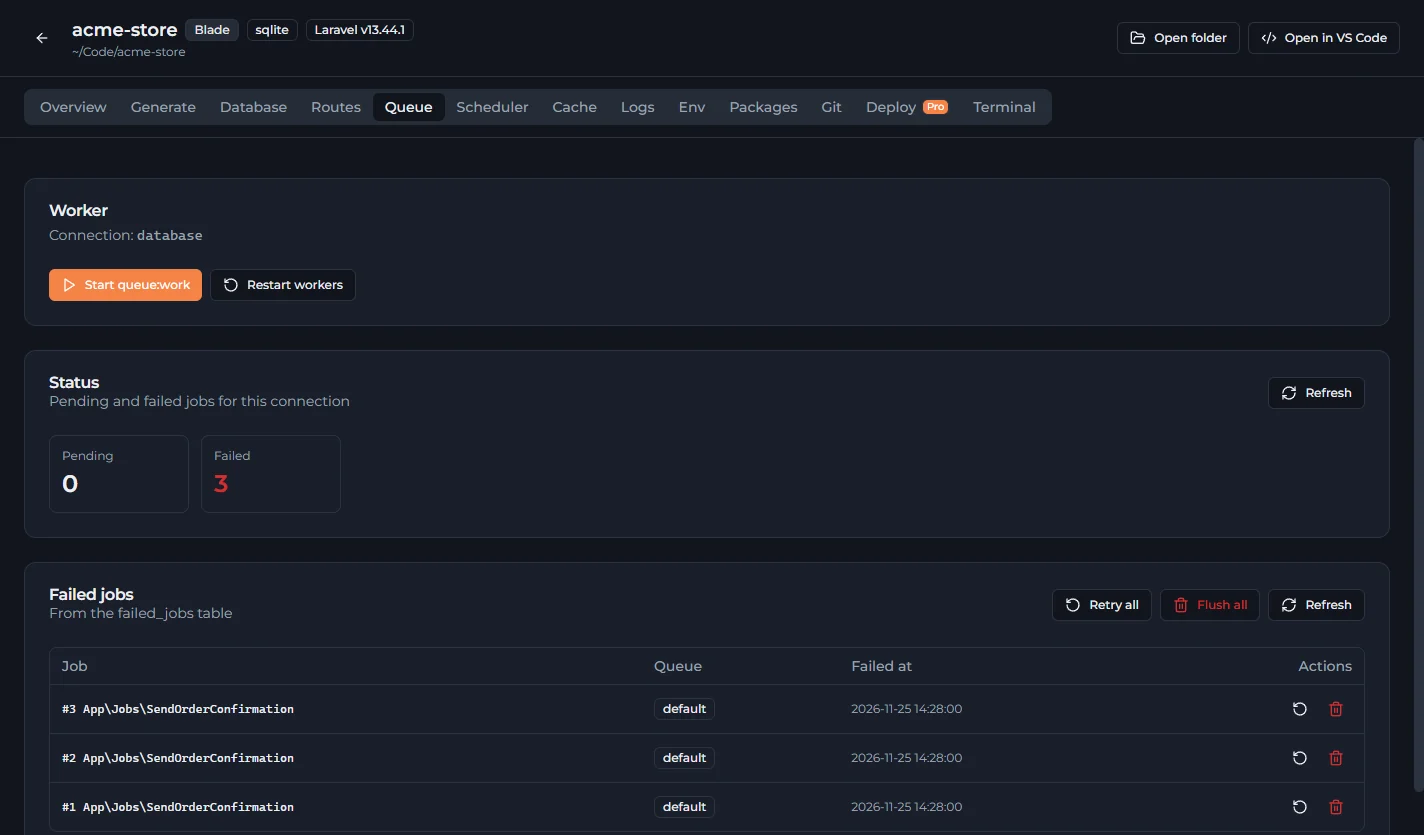 acme-store Blade sqlite Laravel v13.44.1
~/Code/acme-store
Open folder Open in VS Code
Overview Generate Database Routes Queue Scheduler Cache Logs Env Packages Git Deploy Pro Terminal
Worker
Connection: database
Start queue:work Restart workers
Status
Pending and failed jobs for this connection
Refresh
Pending Failed
0 3
Failed jobs
From the failed_jobs table
Retry all Flush all Refresh
Job Queue Failed at Actions
#3 App\Jobs\SendOrderConfirmation default 2026-11-25 14:28:00
#2 App\Jobs\SendOrderConfirmation default 2026-11-25 14:28:00
#1 App\Jobs\SendOrderConfirmation default 2026-11-25 14:28:00